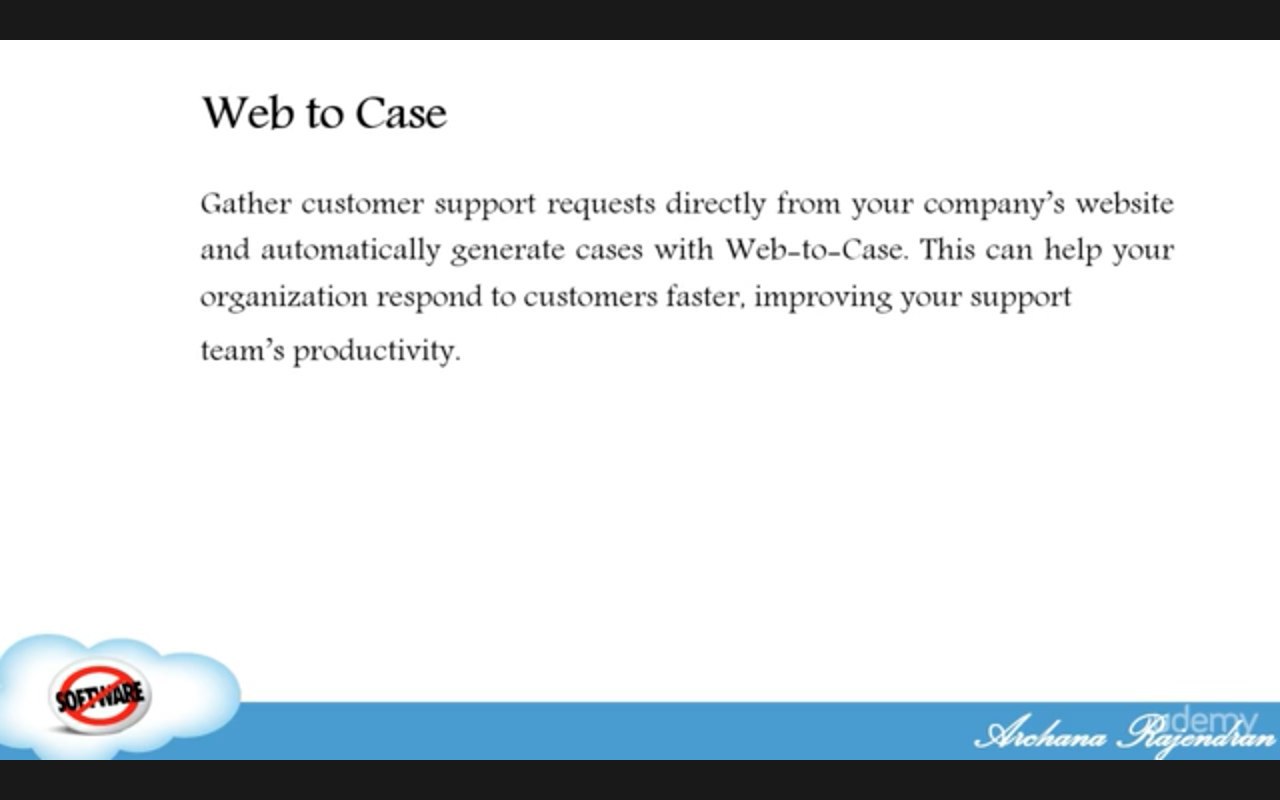 Web to Case
Gather customer support requests directly from your company’s website
and automatically generate cases with Web-to-Case. This can help your
organization respond to customers faster, improving your support
team’s productivity.
SOFTWARE
Archana Rajendran